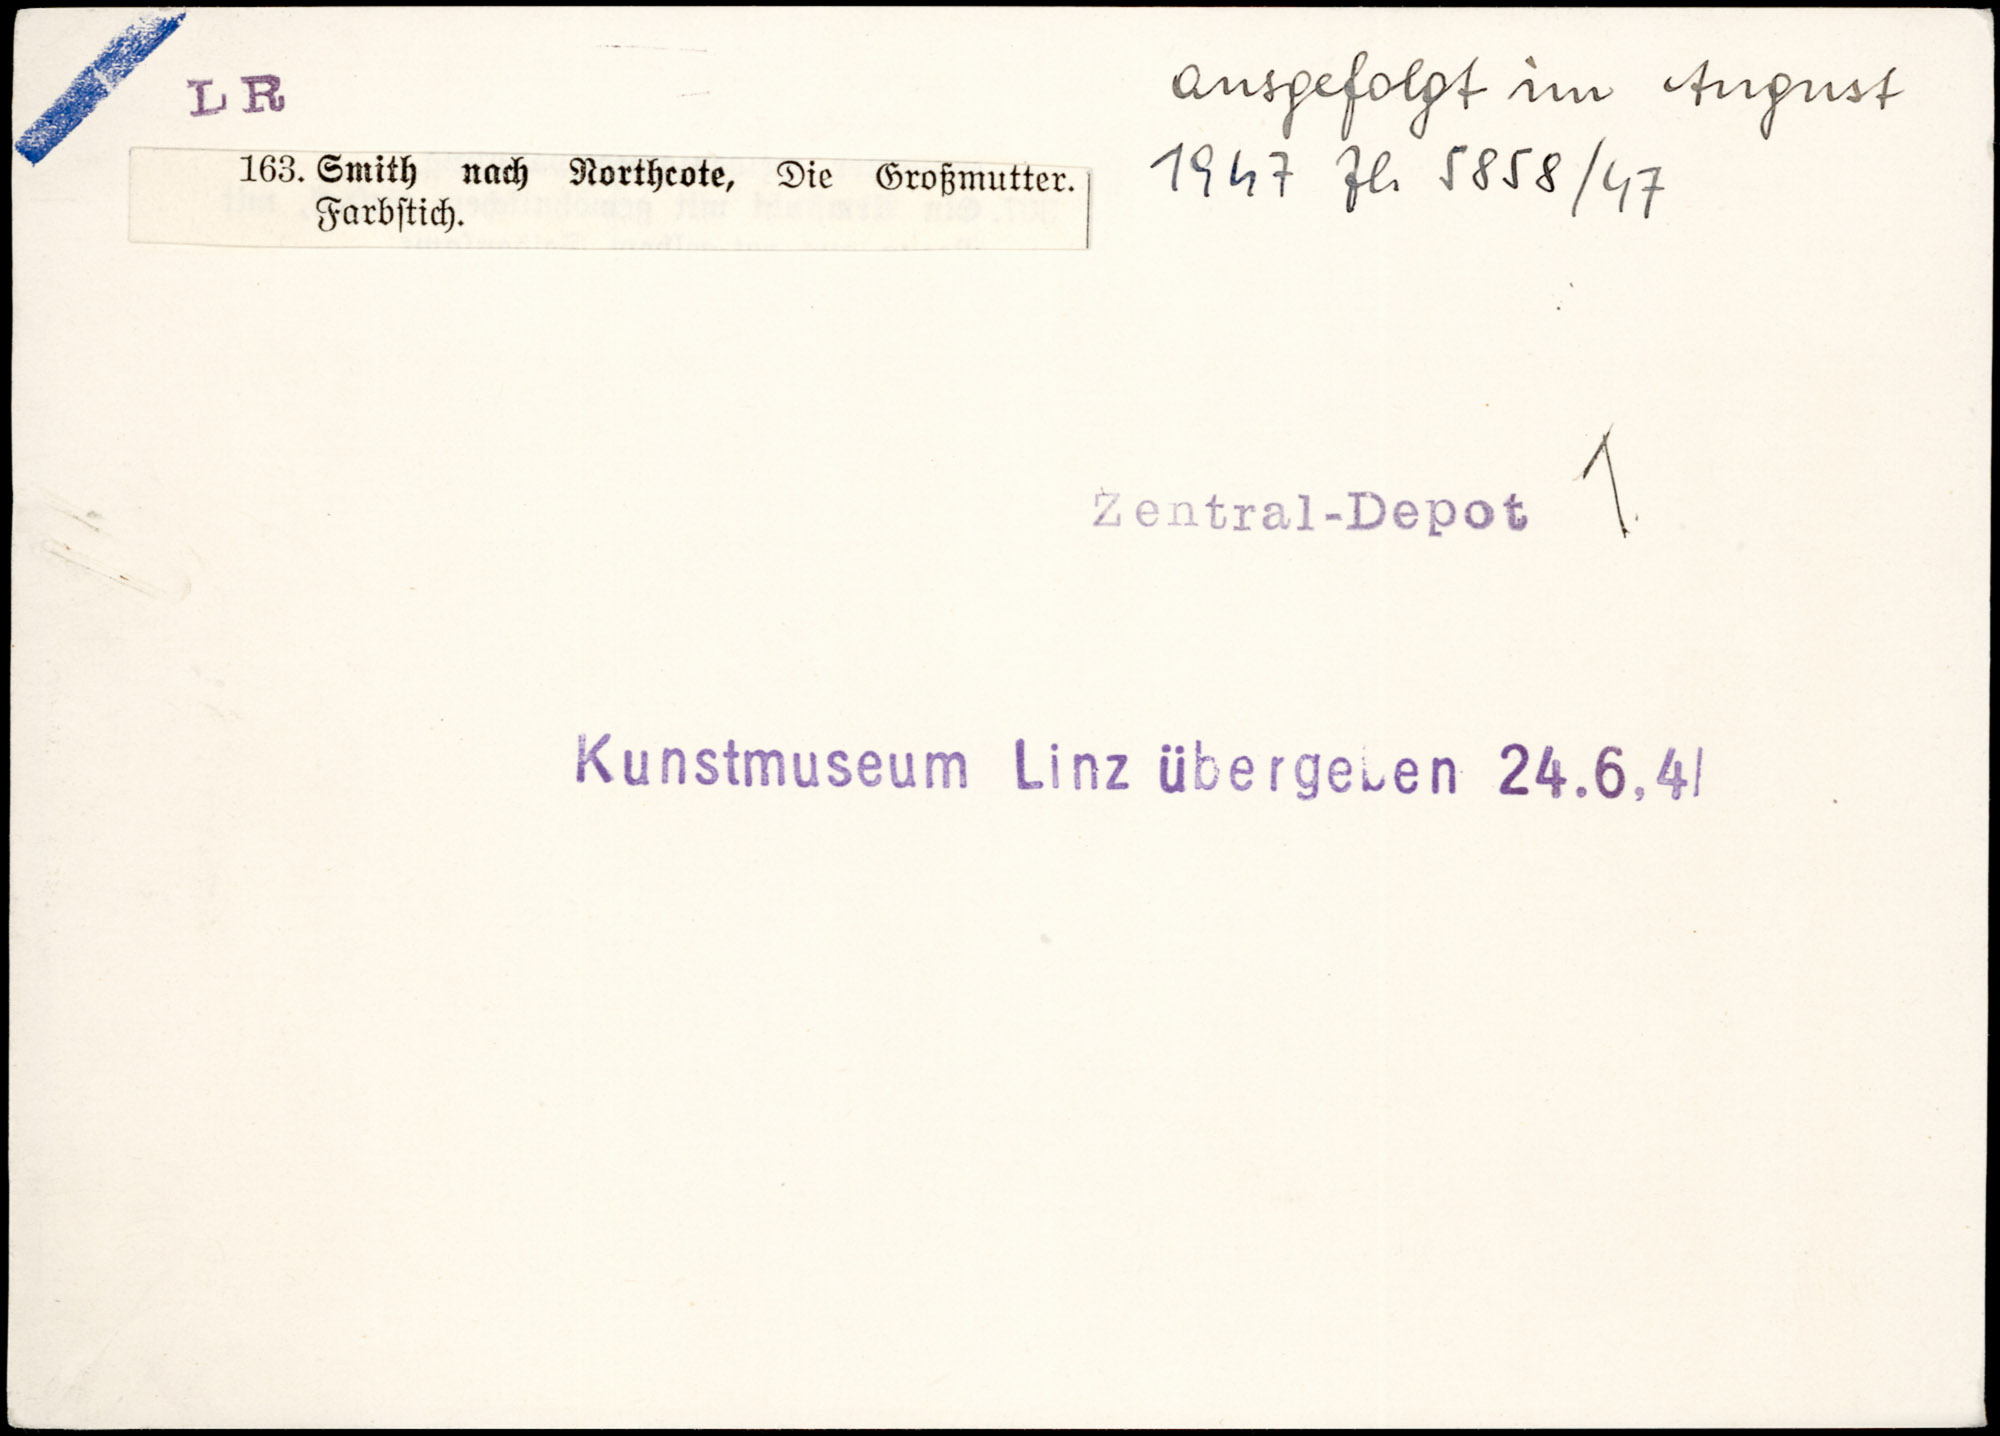 LR
ausgefolgt im August
1947 Zl. 5858/47
163. Smith nach Northcote, Die Großmutter.
Farbstich.
Zentral-Depot 1
Kunstmuseum Linz übergeben 24.6.41